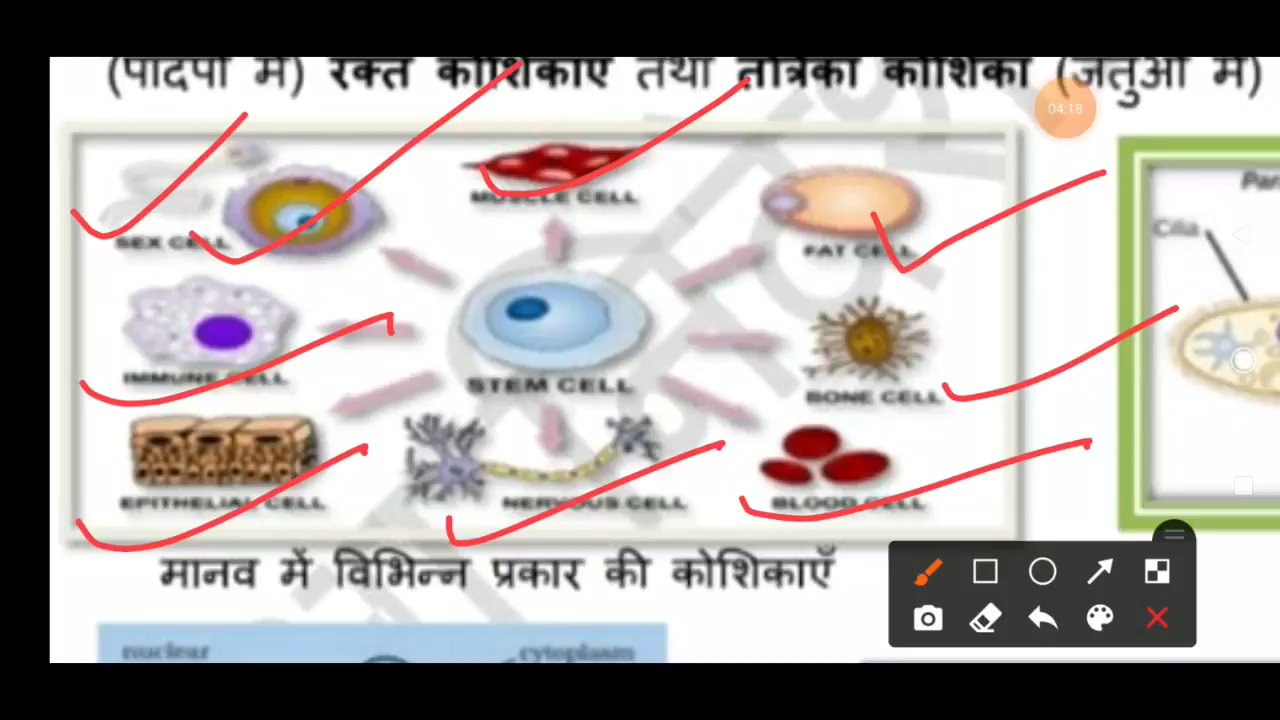 (पादपों में) रक्त कोशिकाएँ तथा तंत्रिका कोशिका (जंतुओं में)
04:18
SEX CELL
MUSCLE CELL
FAT CELL
Cilia
IMMUNE CELL
STEM CELL
BONE CELL
EPITHELIAL CELL
NERVOUS CELL
BLOOD CELL
मानव में विभिन्न प्रकार की कोशिकाएँ
nuclear
cytoplasm